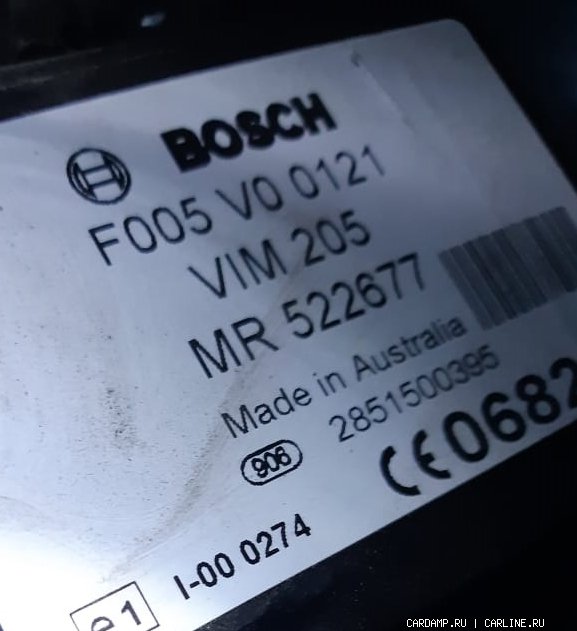 BOSCH
F005 V0 0121
VIM 205
MR 522677
Made in Australia
2851500395
906
CE0682
I-00 0274
e1
CARDAMP.RU | CARLINE.RU